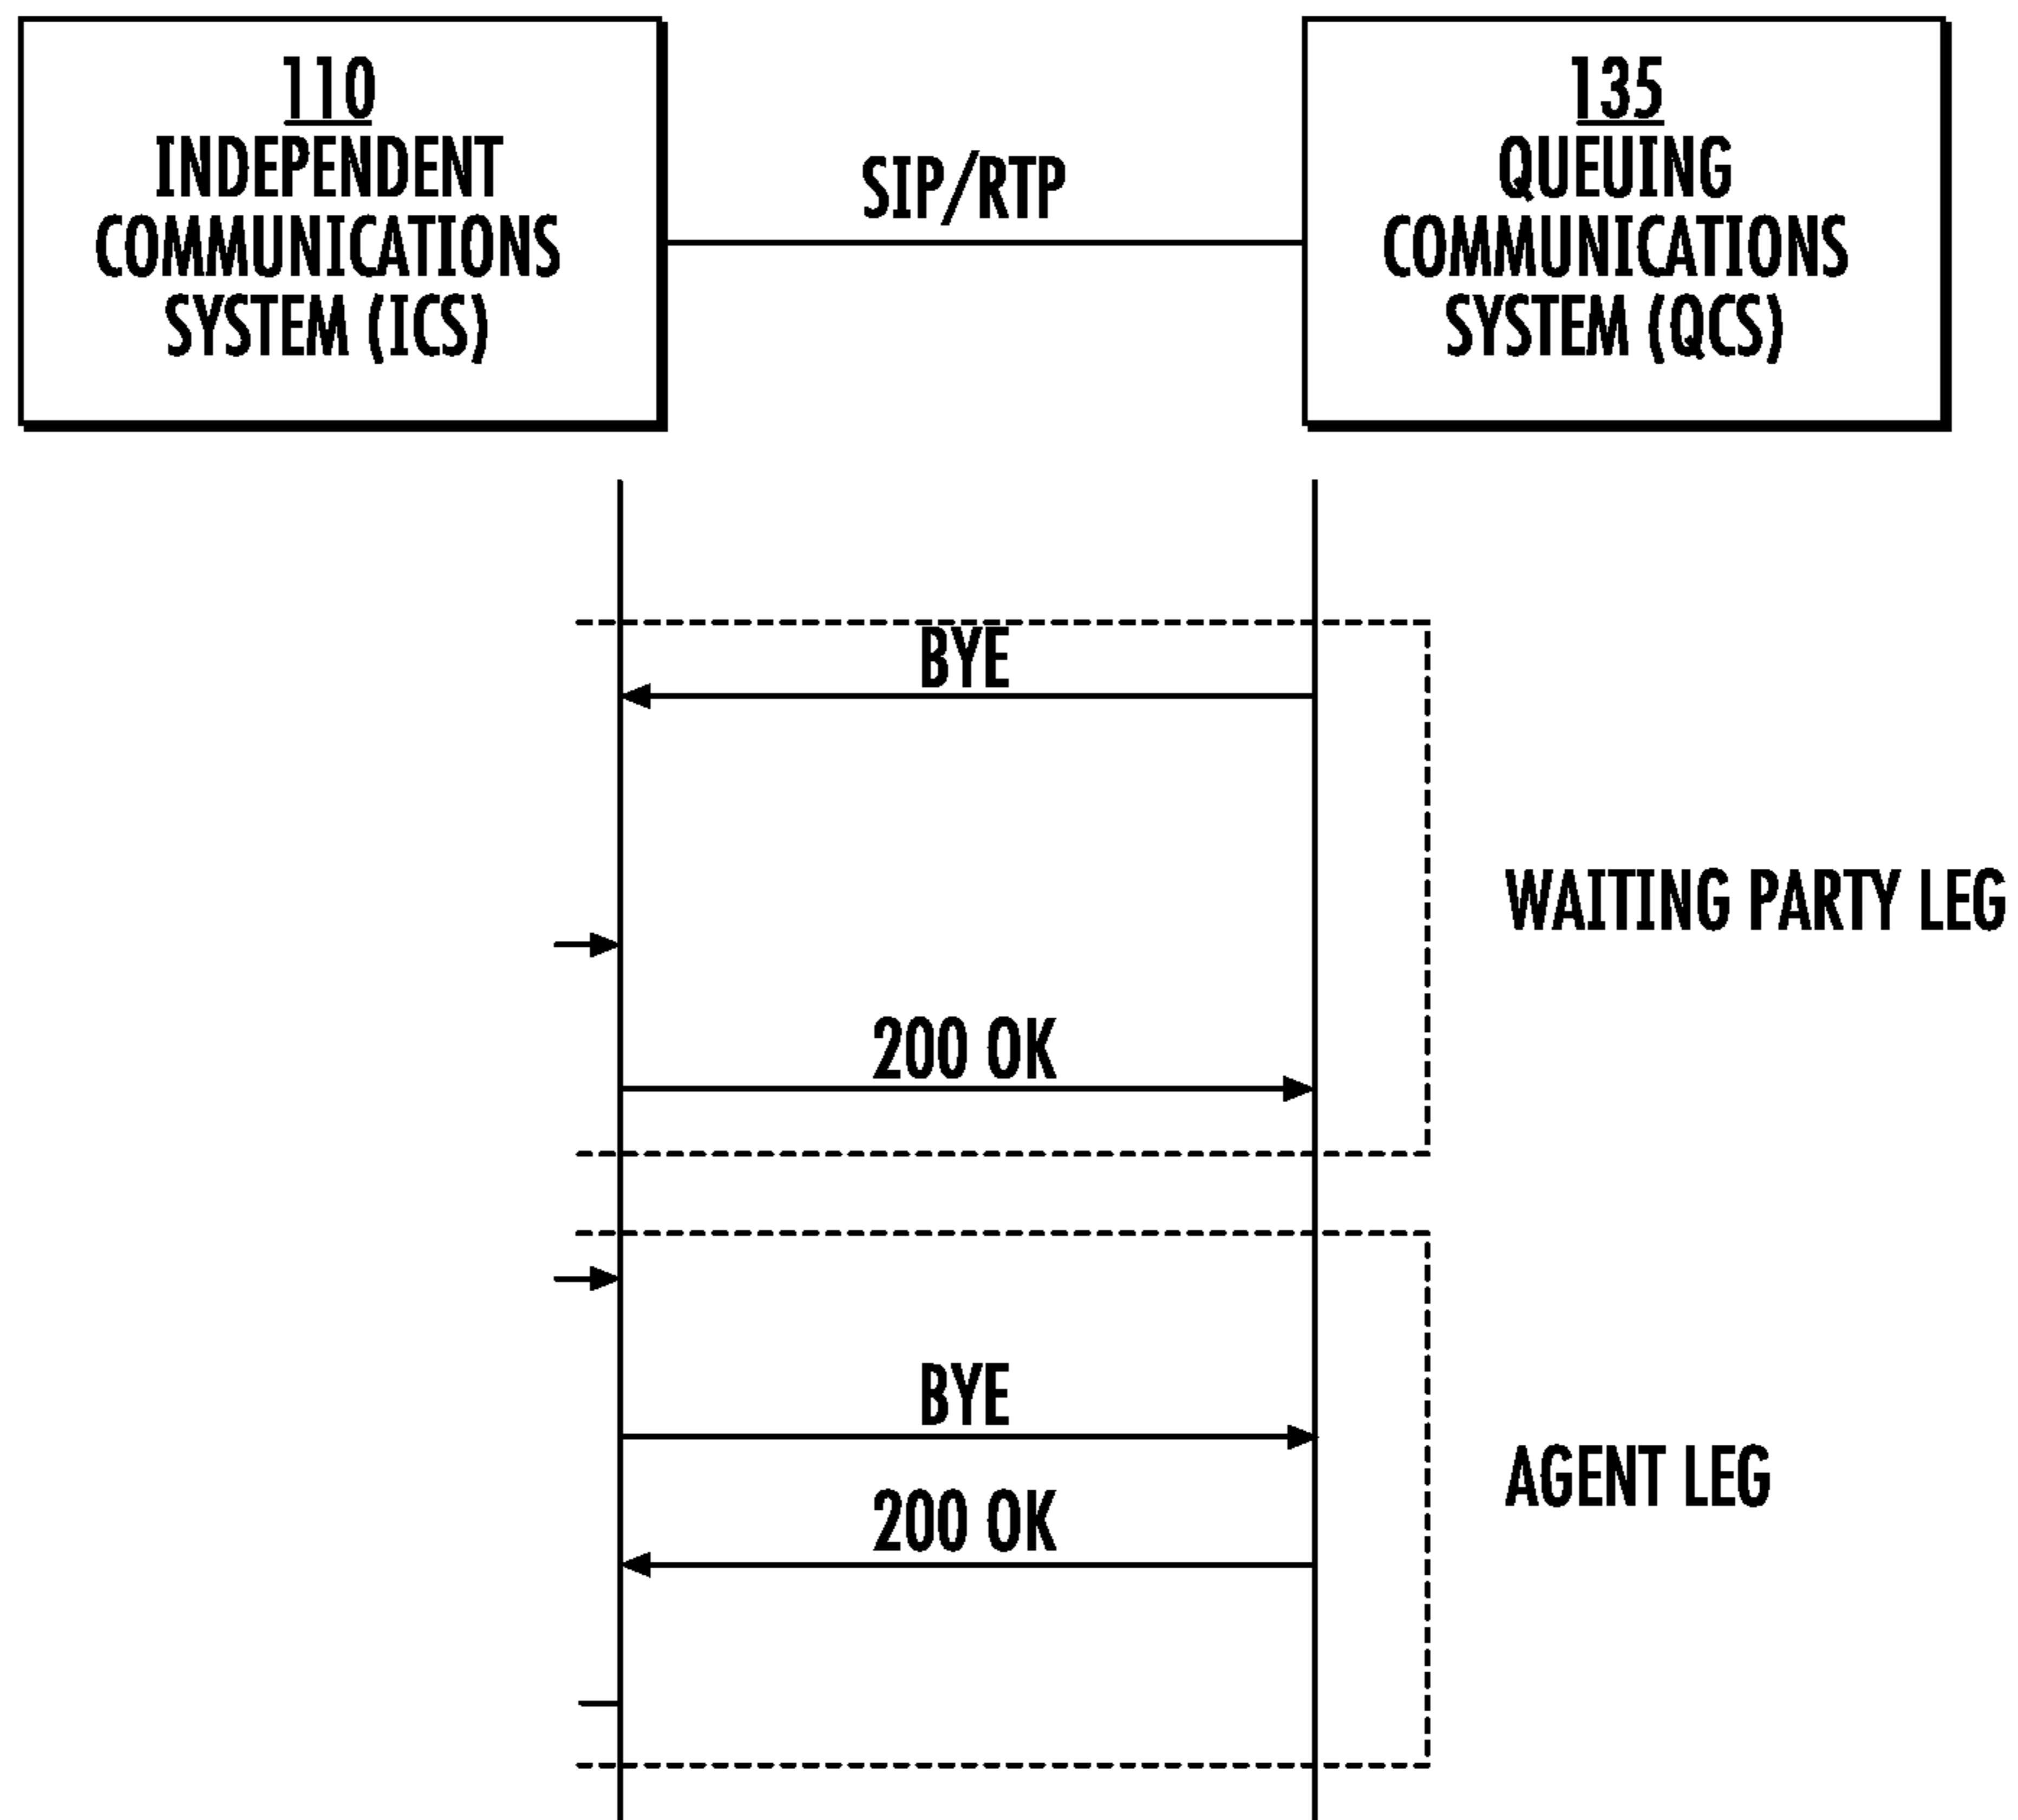 110
INDEPENDENT
COMMUNICATIONS
SYSTEM (ICS)
SIP/RTP
135
QUEUING
COMMUNICATIONS
SYSTEM (QCS)
BYE
WAITING PARTY LEG
200 OK
BYE
AGENT LEG
200 OK